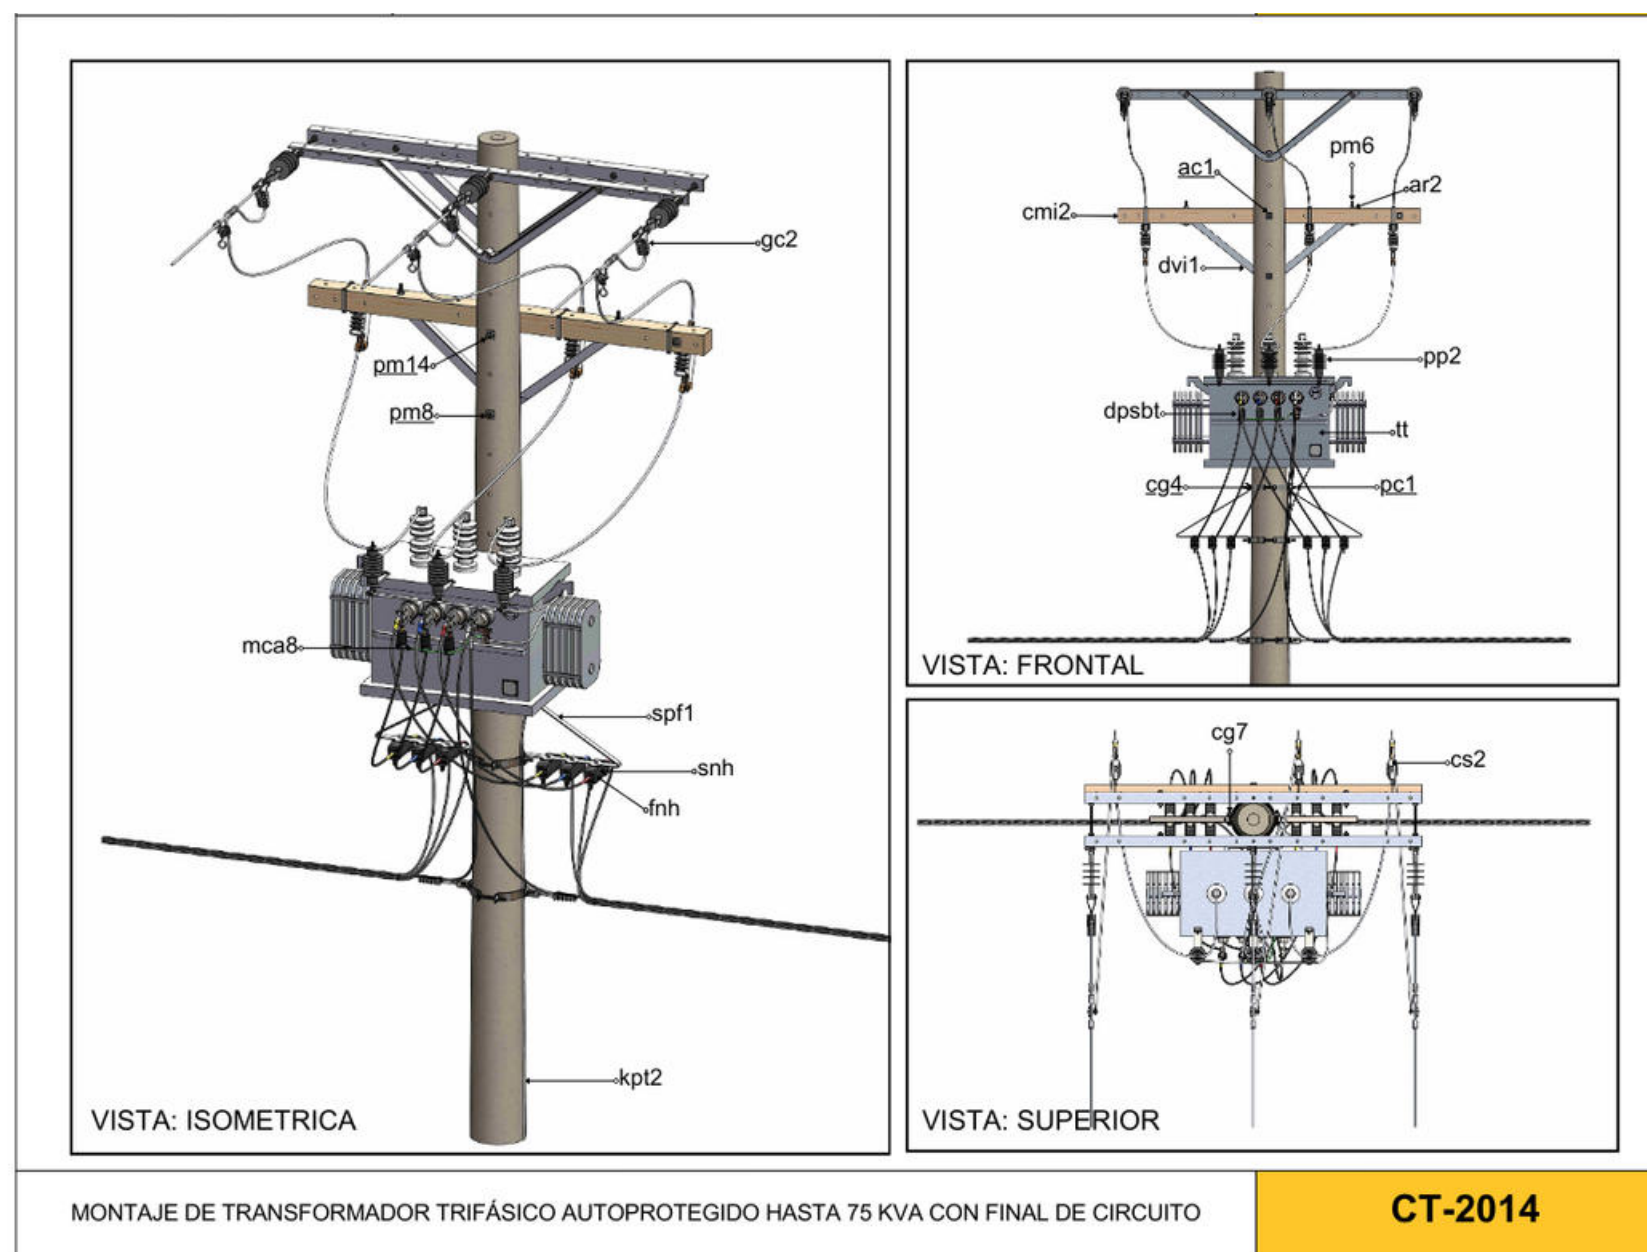 gc2
pm14
pm8
mca8
spf1
snh
fnh
kpt2
VISTA: ISOMETRICA
pm6
ac1
ar2
cmi2
dvi1
pp2
dpsbt
tt
cg4
pc1
VISTA: FRONTAL
cg7
cs2
VISTA: SUPERIOR
MONTAJE DE TRANSFORMADOR TRIFÁSICO AUTOPROTEGIDO HASTA 75 KVA CON FINAL DE CIRCUITO
CT-2014